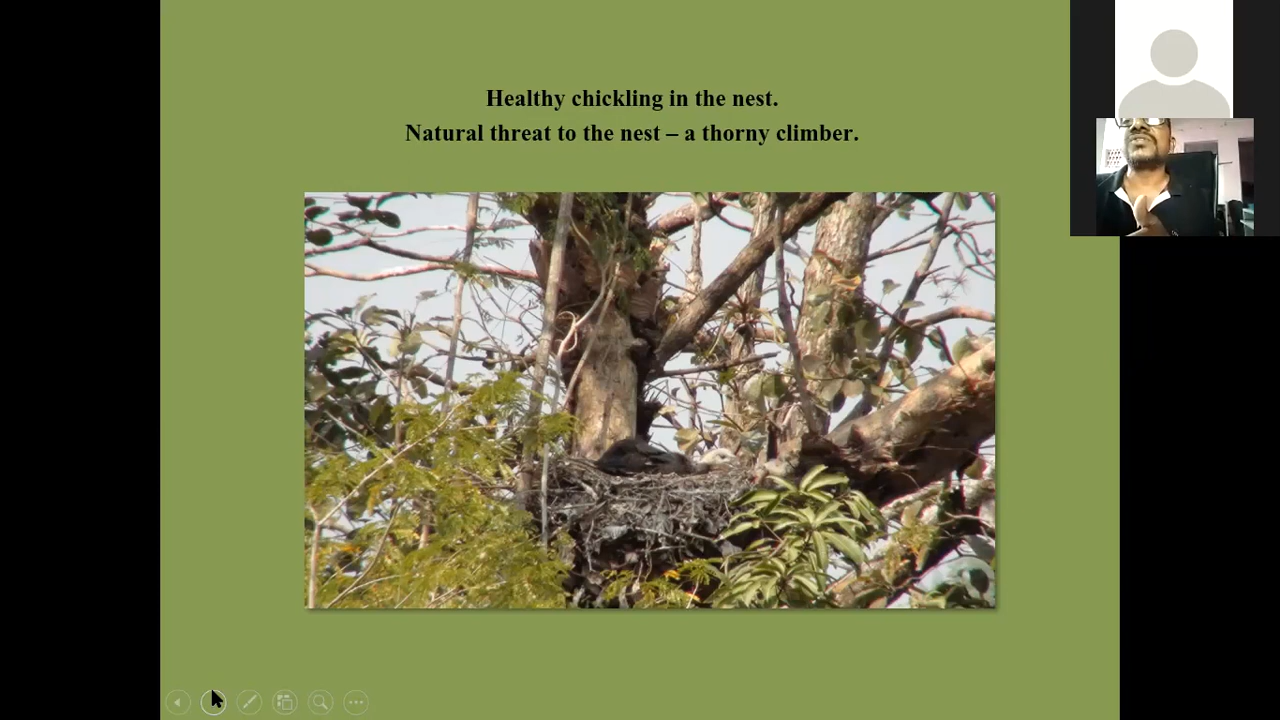 Healthy chickling in the nest.
Natural threat to the nest – a thorny climber.